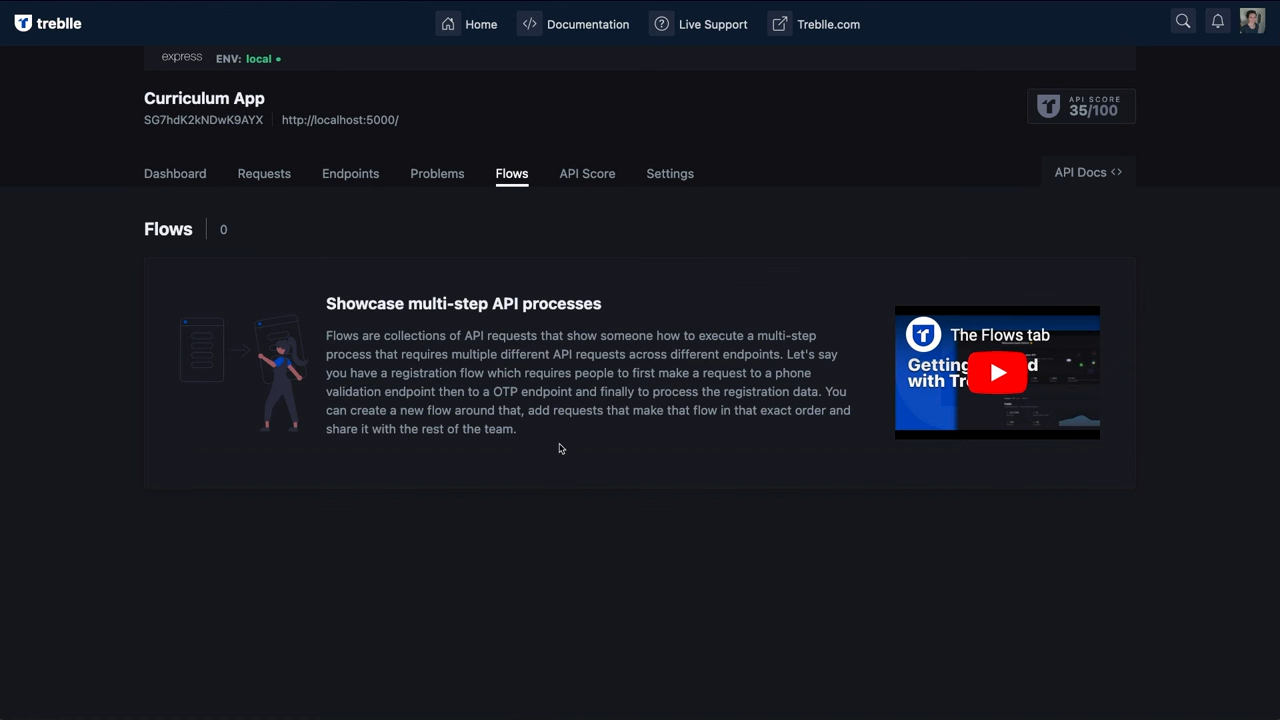 treblle
Home
Documentation
Live Support
Treblle.com
express
ENV: local
Curriculum App
SG7hdK2kNDwK9AYX
http://localhost:5000/
API SCORE
35/100
Dashboard
Requests
Endpoints
Problems
Flows
API Score
Settings
API Docs
Flows
0
Showcase multi-step API processes
Flows are collections of API requests that show someone how to execute a multi-step
process that requires multiple different API requests across different endpoints. Let's say
you have a registration flow which requires people to first make a request to a phone
validation endpoint then to a OTP endpoint and finally to process the registration data. You
can create a new flow around that, add requests that make that flow in that exact order and
share it with the rest of the team.
The Flows tab